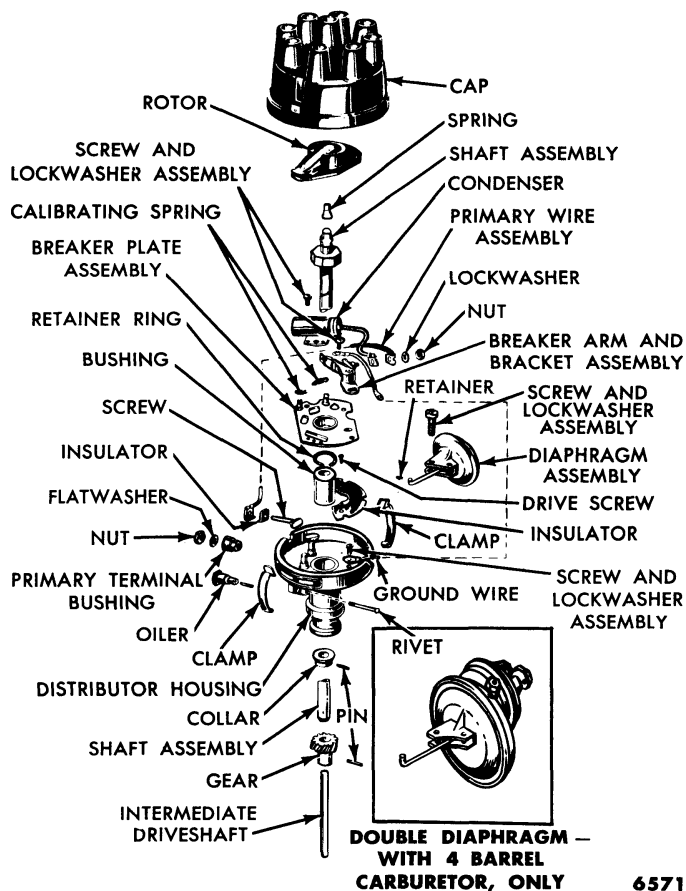 CAP
ROTOR
SPRING
SCREW AND
LOCKWASHER ASSEMBLY
SHAFT ASSEMBLY
CONDENSER
CALIBRATING SPRING
PRIMARY WIRE
ASSEMBLY
BREAKER PLATE
ASSEMBLY
LOCKWASHER
NUT
RETAINER RING
BREAKER ARM AND
BRACKET ASSEMBLY
BUSHING
RETAINER
SCREW AND
LOCKWASHER
ASSEMBLY
SCREW
INSULATOR
DIAPHRAGM
ASSEMBLY
FLATWASHER
DRIVE SCREW
NUT
INSULATOR
CLAMP
PRIMARY TERMINAL
BUSHING
GROUND WIRE
SCREW AND
LOCKWASHER
ASSEMBLY
OILER
CLAMP
RIVET
DISTRIBUTOR HOUSING
COLLAR
PIN
SHAFT ASSEMBLY
GEAR
INTERMEDIATE
DRIVESHAFT
DOUBLE DIAPHRAGM —
WITH 4 BARREL
CARBURETOR, ONLY
6571